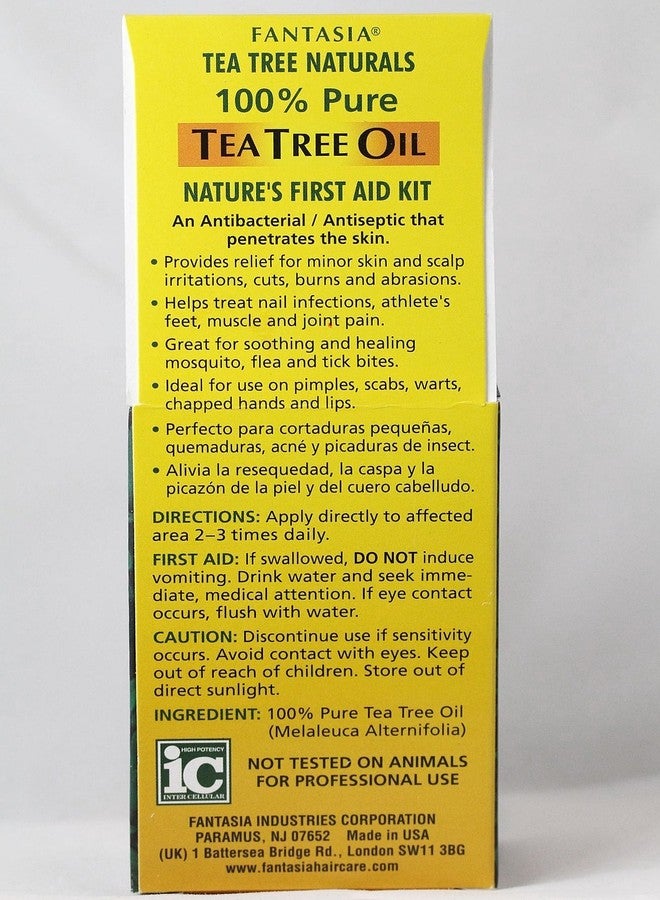 FANTASIA®
TEA TREE NATURALS
100% Pure
TEA TREE OIL
NATURE'S FIRST AID KIT
An Antibacterial / Antiseptic that
penetrates the skin.
• Provides relief for minor skin and scalp
irritations, cuts, burns and abrasions.
• Helps treat nail infections, athlete's
feet, muscle and joint pain.
• Great for soothing and healing
mosquito, flea and tick bites.
• Ideal for use on pimples, scabs, warts,
chapped hands and lips.
• Perfecto para cortaduras pequeñas,
quemaduras, acné y picaduras de insect.
• Alivia la resequedad, la caspa y la
picazón de la piel y del cuero cabelludo.
DIRECTIONS: Apply directly to affected
area 2–3 times daily.
FIRST AID: If swallowed, DO NOT induce
vomiting. Drink water and seek imme-
diate, medical attention. If eye contact
occurs, flush with water.
CAUTION: Discontinue use if sensitivity
occurs. Avoid contact with eyes. Keep
out of reach of children. Store out of
direct sunlight.
INGREDIENT: 100% Pure Tea Tree Oil
(Melaleuca Alternifolia)
HIGH POTENCY
ic
INTER CELLULAR
NOT TESTED ON ANIMALS
FOR PROFESSIONAL USE
FANTASIA INDUSTRIES CORPORATION
PARAMUS, NJ 07652 Made in USA
(UK) 1 Battersea Bridge Rd., London SW11 3BG
www.fantasiahaircare.com